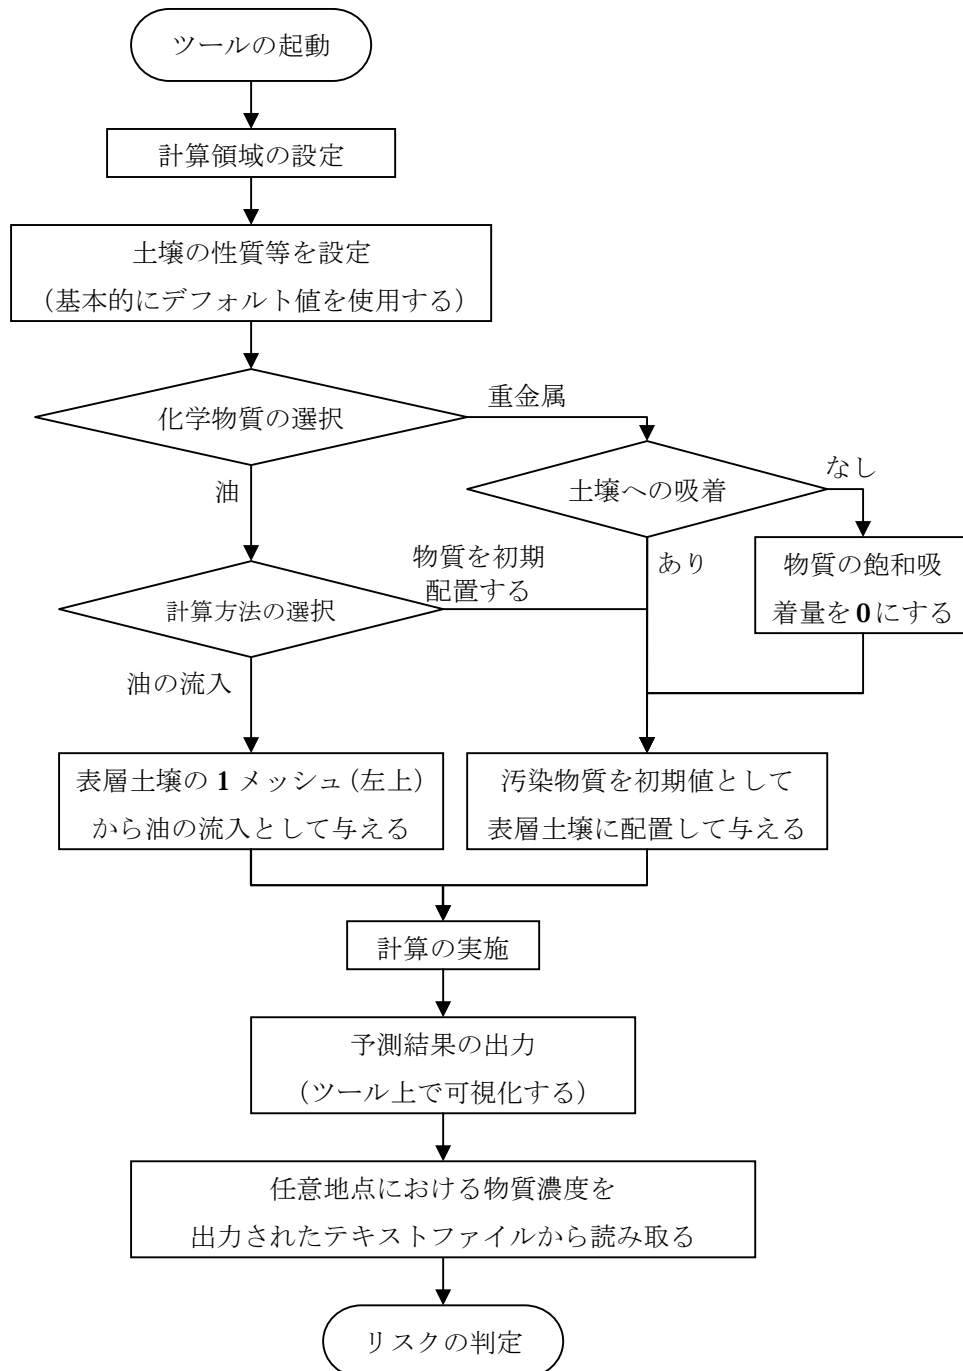 ツールの起動
計算領域の設定
土壌の性質等を設定
（基本的にデフォルト値を使用する）
化学物質の選択
重金属
油
土壌への吸着
なし
あり
物質の飽和吸
着量を0にする
計算方法の選択
物質を初期
配置する
油の流入
表層土壌の 1 メッシュ（左上）
から油の流入として与える
汚染物質を初期値として
表層土壌に配置して与える
計算の実施
予測結果の出力
（ツール上で可視化する）
任意地点における物質濃度を
出力されたテキストファイルから読み取る
リスクの判定